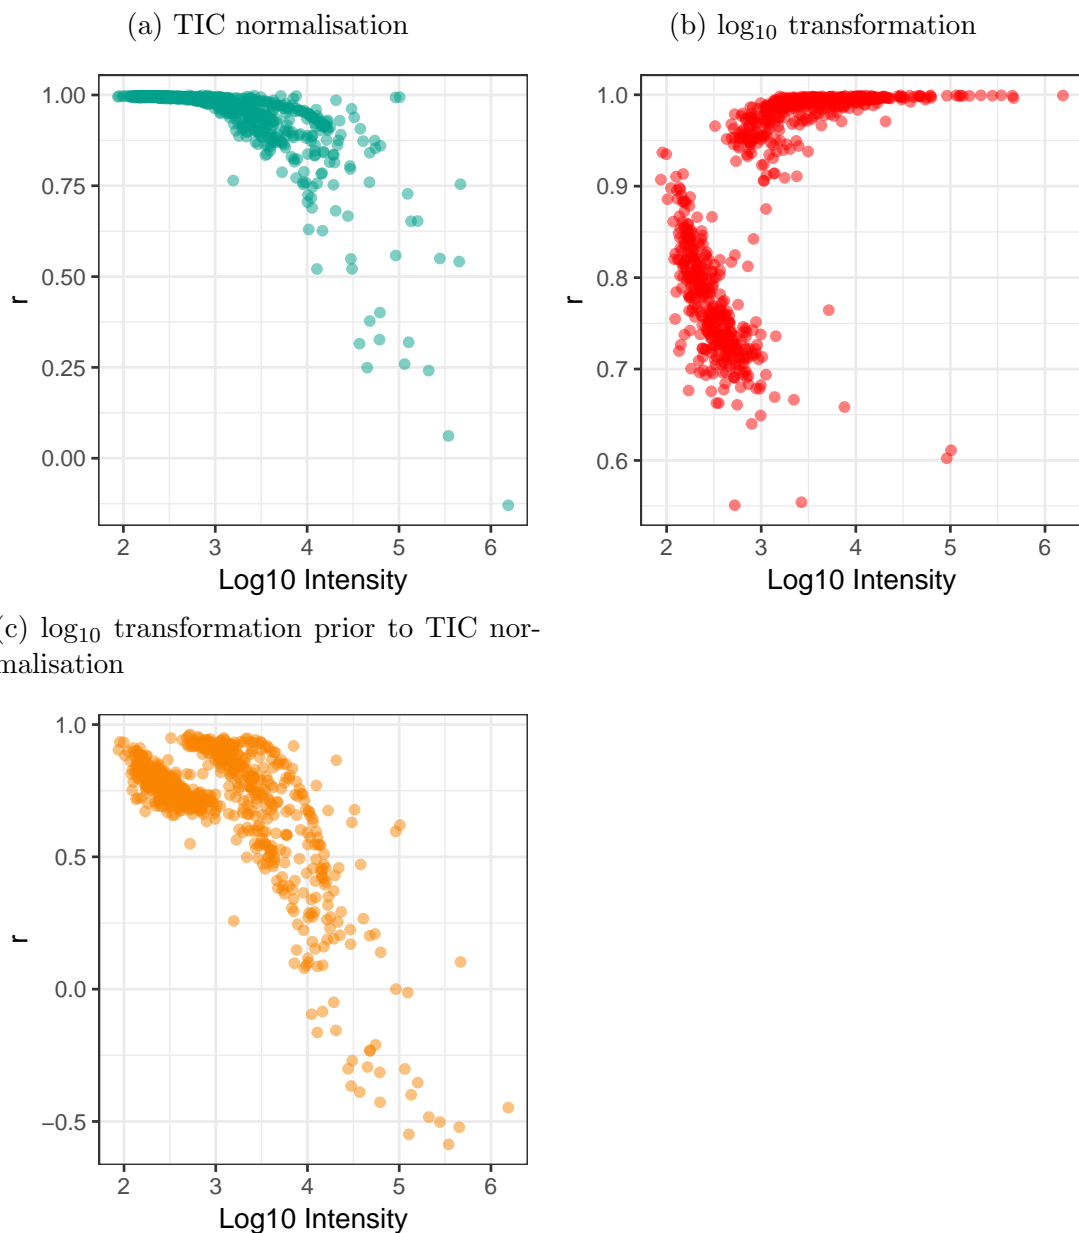 (a) TIC normalisation
1.00
0.75
0.50
0.25
0.00
r
2 3 4 5 6
Log10 Intensity
(b) log₁₀ transformation
1.0
0.9
0.8
0.7
0.6
r
2 3 4 5 6
Log10 Intensity
(c) log₁₀ transformation prior to TIC nor-
malisation
1.0
0.5
0.0
−0.5
r
2 3 4 5 6
Log10 Intensity